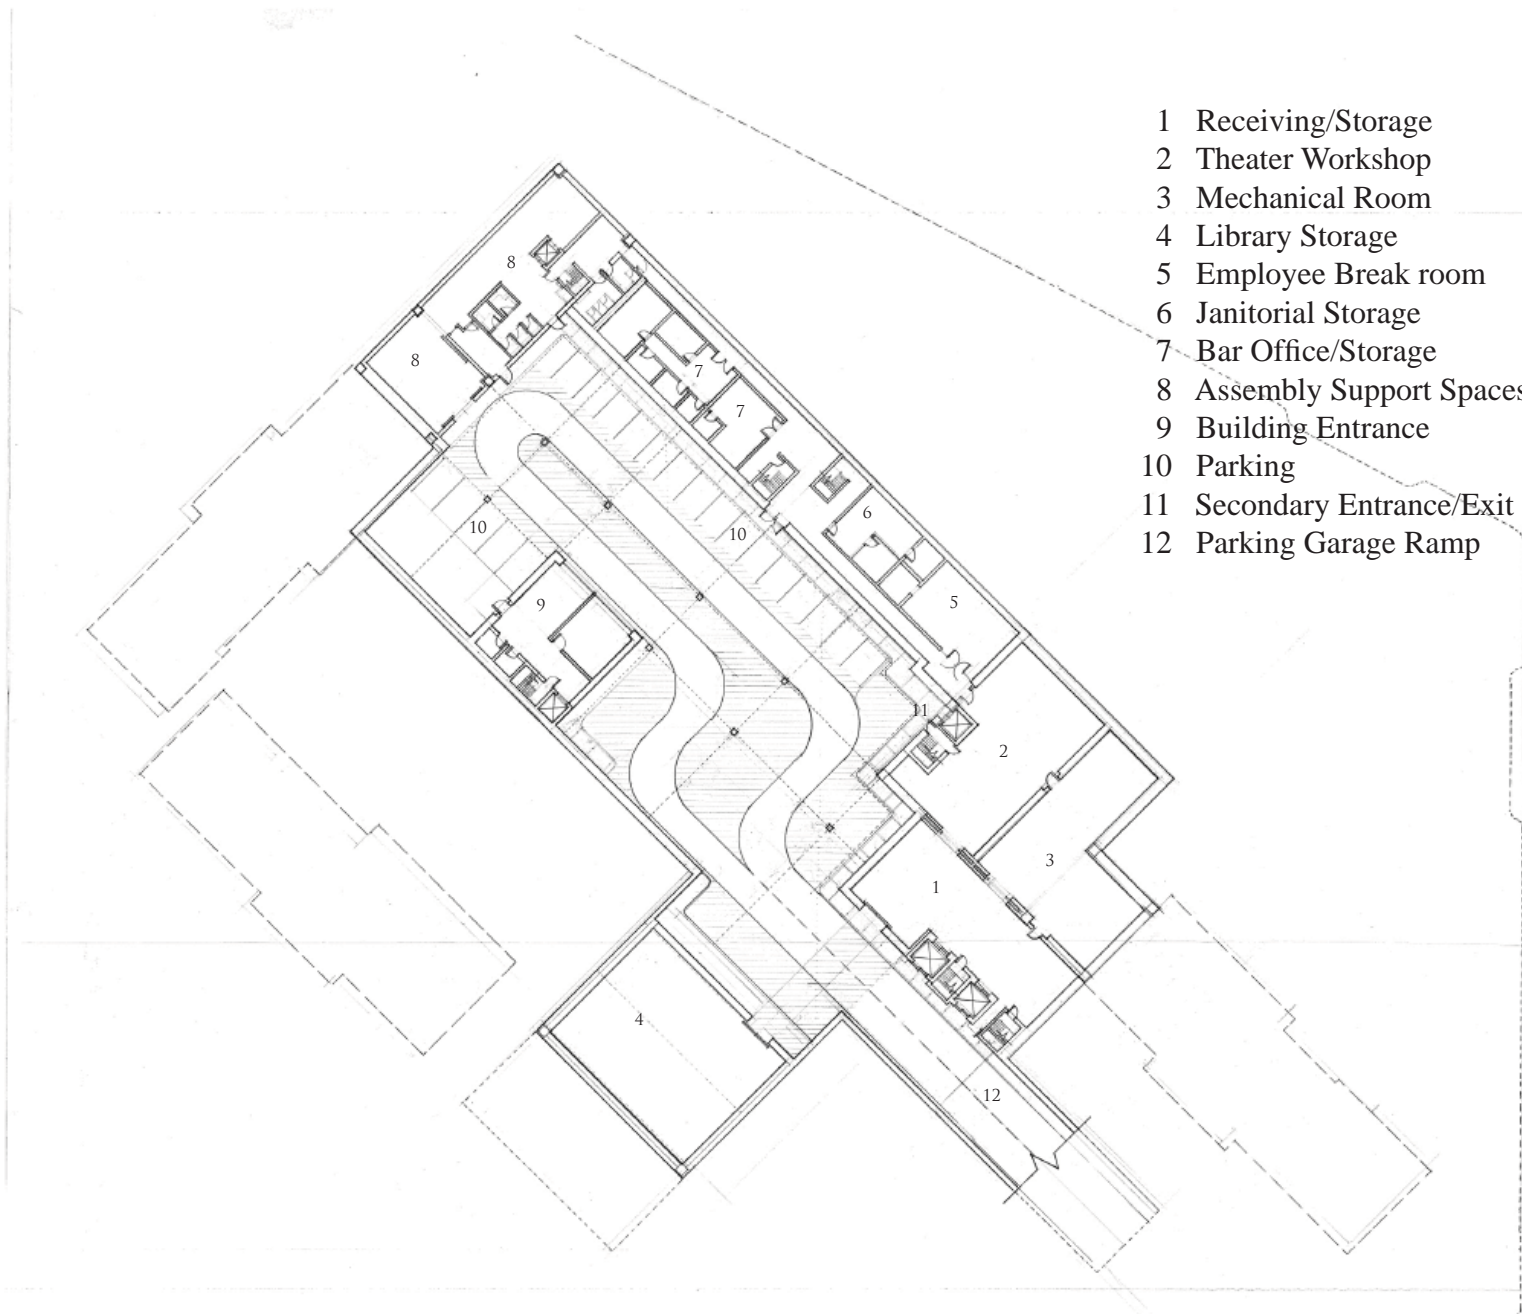 1 Receiving/Storage
2 Theater Workshop
3 Mechanical Room
4 Library Storage
5 Employee Break room
6 Janitorial Storage
7 Bar Office/Storage
8 Assembly Support Spaces
9 Building Entrance
10 Parking
11 Secondary Entrance/Exit
12 Parking Garage Ramp
8
8
7
7
6
10
10
9
5
11
2
3
1
4
12